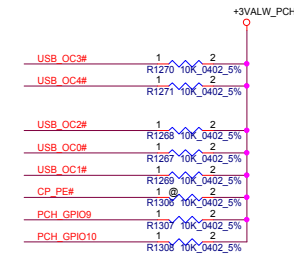 +3VALW_PCH
USB_OC3# 1 2
R1270 10K_0402_5%
USB_OC4# 1 2
R1271 10K_0402_5%
USB_OC2# 1 2
R1268 10K_0402_5%
USB_OC0# 1 2
R1267 10K_0402_5%
USB_OC1# 1 2
R1269 10K_0402_5%
CP_PE# 1 @ 2
R1306 10K_0402_5%
PCH_GPIO9 1 2
R1307 10K_0402_5%
PCH_GPIO10 1 2
R1308 10K_0402_5%